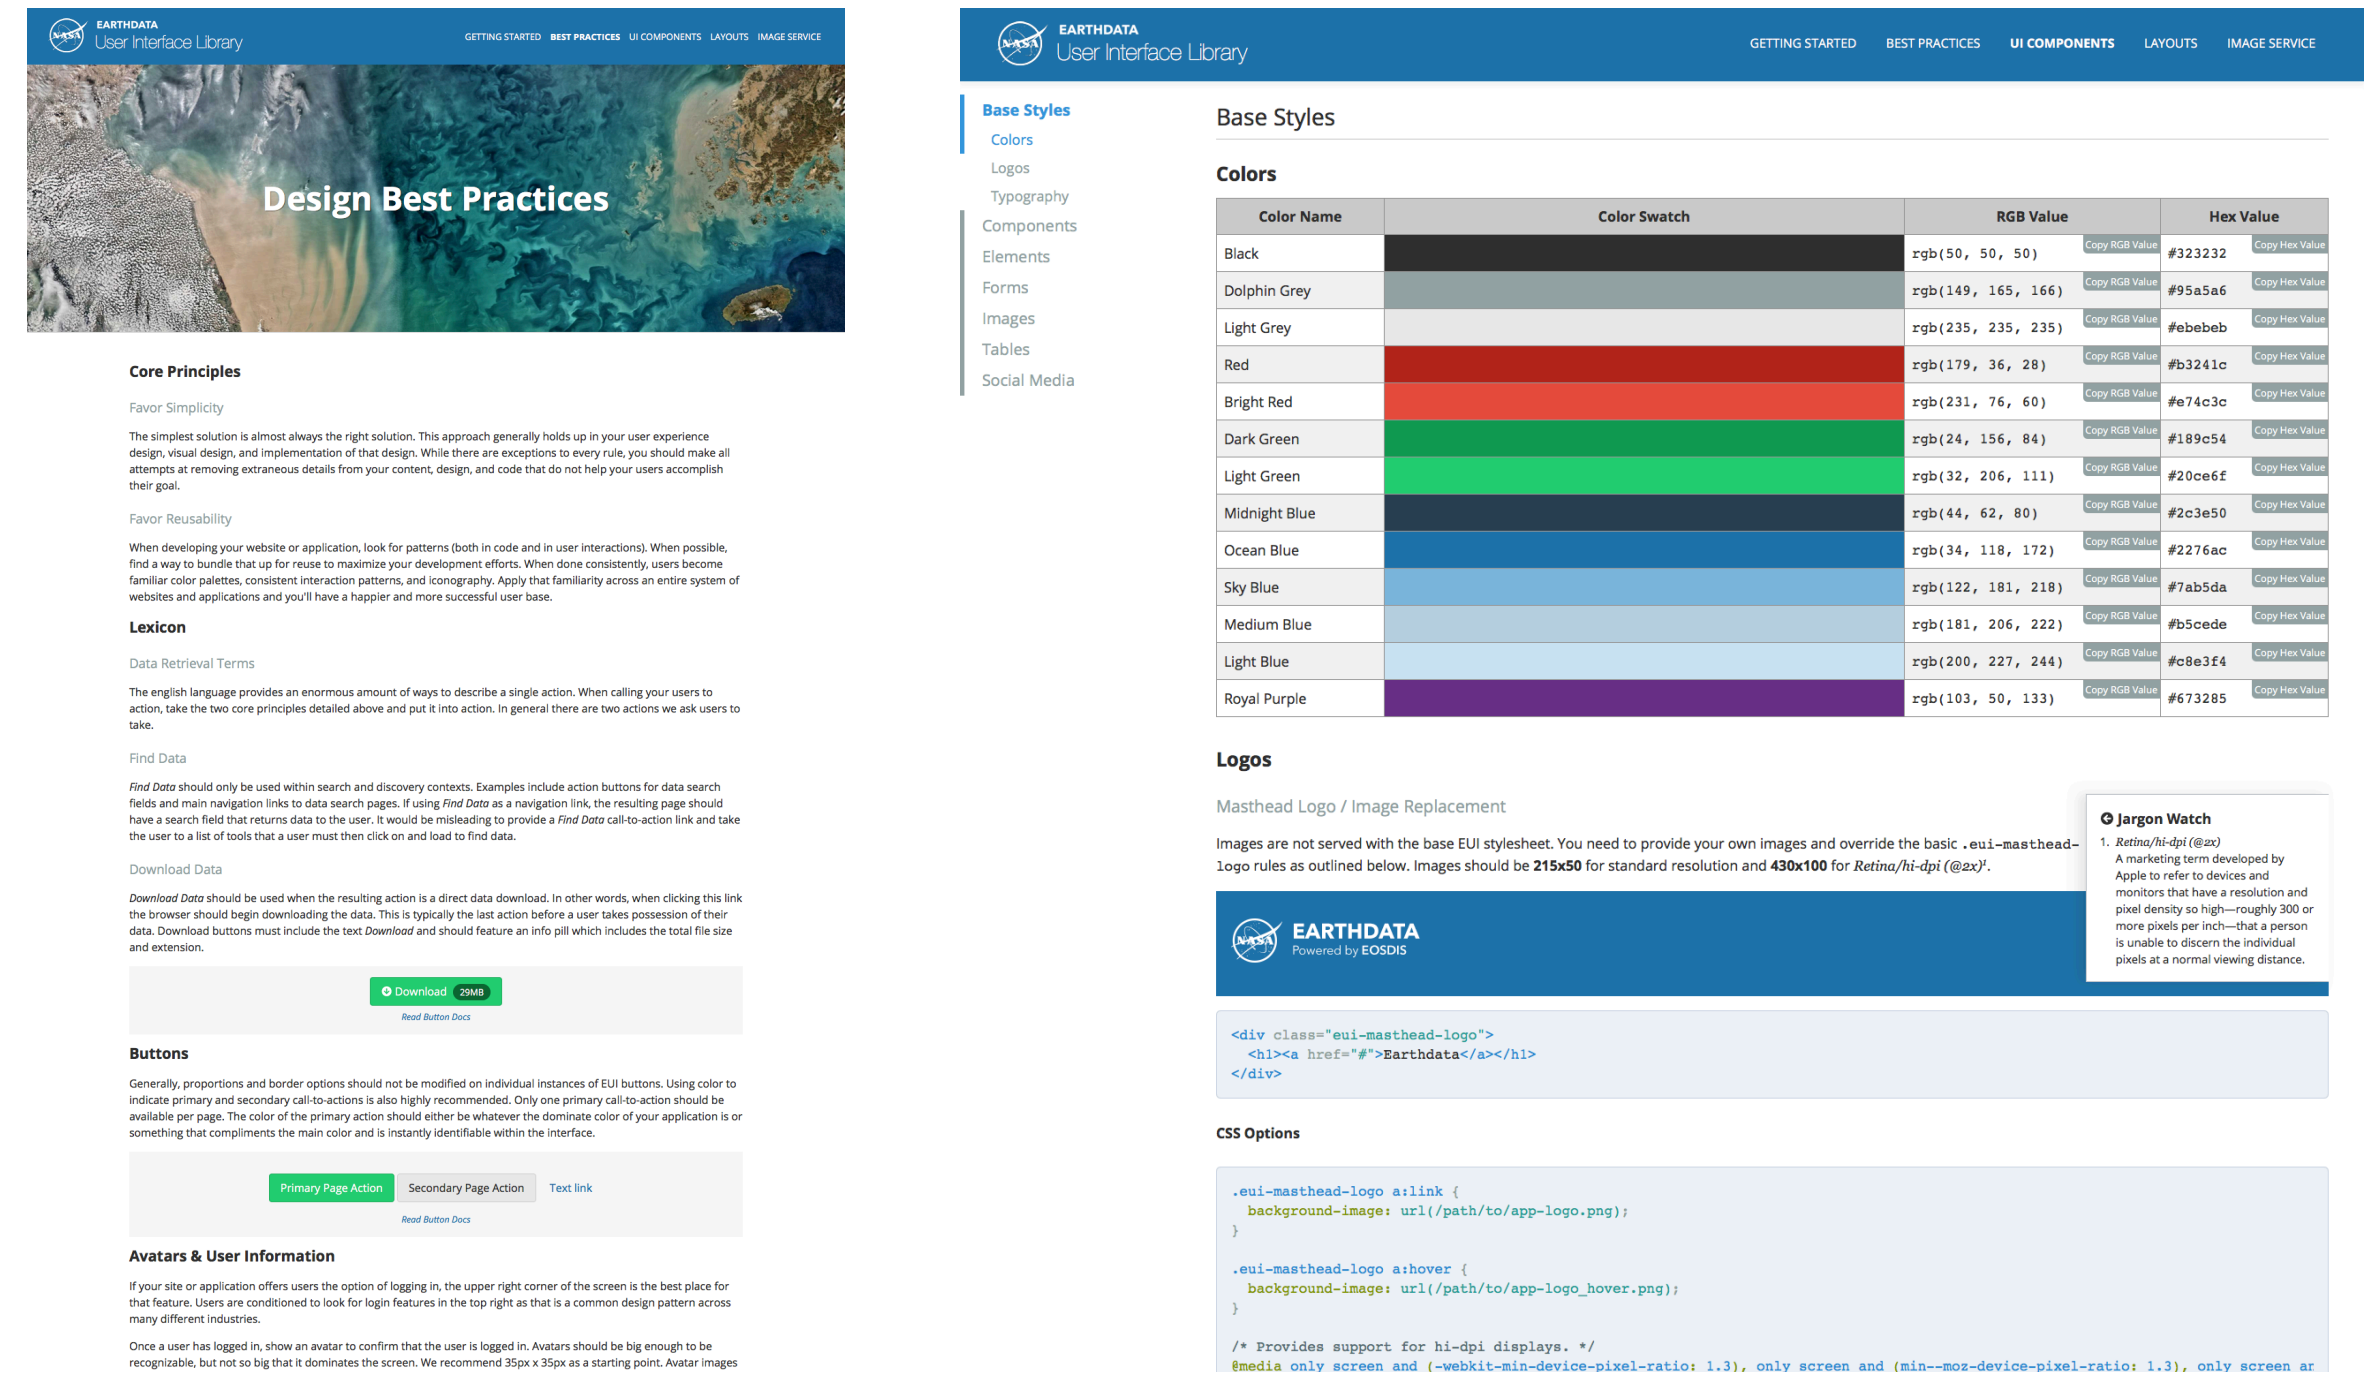 NASA
EARTHDATA
User Interface Library
GETTING STARTED BEST PRACTICES UI COMPONENTS LAYOUTS IMAGE SERVICE
Design Best Practices
Core Principles
Favor Simplicity
The simplest solution is almost always the right solution. This approach generally holds up in your user experience
design, visual design, and implementation of that design. While there are exceptions to every rule, you should make all
attempts at removing extraneous details from your content, design, and code that do not help your users accomplish
their goal.
Favor Reusability
When developing your website or application, look for patterns (both in code and in user interactions). When possible,
find a way to bundle that up for reuse to maximize your development efforts. When done consistently, users become
familiar color palettes, consistent interaction patterns, and iconography. Apply that familiarity across an entire system of
websites and applications and you'll have a happier and more successful user base.
Lexicon
Data Retrieval Terms
The english language provides an enormous amount of ways to describe a single action. When calling your users to
action, take the two core principles detailed above and put it into action. In general there are two actions we ask users to
take.
Find Data
Find Data should only be used within search and discovery contexts. Examples include action buttons for data search
fields and main navigation links to data search pages. If using Find Data as a navigation link, the resulting page should
have a search field that returns data to the user. It would be misleading to provide a Find Data call-to-action link and take
the user to a list of tools that a user must then click on and load to find data.
Download Data
Download Data should be used when the resulting action is a direct data download. In other words, when clicking this link
the browser should begin downloading the data. This is typically the last action before a user takes possession of their
data. Download buttons must include the text Download and should feature an info pill which includes the total file size
and extension.
Download 29MB
Read Button Docs
Buttons
Generally, proportions and border options should not be modified on individual instances of EUI buttons. Using color to
indicate primary and secondary call-to-actions is also highly recommended. Only one primary call-to-action should be
available per page. The color of the primary action should either be whatever the dominate color of your application is or
something that compliments the main color and is instantly identifiable within the interface.
Primary Page Action Secondary Page Action Text link
Read Button Docs
Avatars & User Information
If your site or application offers users the option of logging in, the upper right corner of the screen is the best place for
that feature. Users are conditioned to look for login features in the top right as that is a common design pattern across
many different industries.
Once a user has logged in, show an avatar to confirm that the user is logged in. Avatars should be big enough to be
recognizable, but not so big that it dominates the screen. We recommend 35px x 35px as a starting point. Avatar images
NASA
EARTHDATA
User Interface Library
GETTING STARTED BEST PRACTICES UI COMPONENTS LAYOUTS IMAGE SERVICE
Base Styles
Colors
Logos
Typography
Components
Elements
Forms
Images
Tables
Social Media
Base Styles
Colors
Color Name Color Swatch RGB Value Hex Value
Black rgb(50, 50, 50) Copy RGB Value #323232 Copy Hex Value
Dolphin Grey rgb(149, 165, 166) Copy RGB Value #95a5a6 Copy Hex Value
Light Grey rgb(235, 235, 235) Copy RGB Value #ebebeb Copy Hex Value
Red rgb(179, 36, 28) Copy RGB Value #b3241c Copy Hex Value
Bright Red rgb(231, 76, 60) Copy RGB Value #e74c3c Copy Hex Value
Dark Green rgb(24, 156, 84) Copy RGB Value #189c54 Copy Hex Value
Light Green rgb(32, 206, 111) Copy RGB Value #20ce6f Copy Hex Value
Midnight Blue rgb(44, 62, 80) Copy RGB Value #2c3e50 Copy Hex Value
Ocean Blue rgb(34, 118, 172) Copy RGB Value #2276ac Copy Hex Value
Sky Blue rgb(122, 181, 218) Copy RGB Value #7ab5da Copy Hex Value
Medium Blue rgb(181, 206, 222) Copy RGB Value #b5cede Copy Hex Value
Light Blue rgb(200, 227, 244) Copy RGB Value #c8e3f4 Copy Hex Value
Royal Purple rgb(103, 50, 133) Copy RGB Value #673285 Copy Hex Value
Logos
Masthead Logo / Image Replacement
Images are not served with the base EUI stylesheet. You need to provide your own images and override the basic .eui-masthead-
logo rules as outlined below. Images should be 215x50 for standard resolution and 430x100 for Retina/hi-dpi (@2x)¹.
Jargon Watch
1. Retina/hi-dpi (@2x)
A marketing term developed by
Apple to refer to devices and
monitors that have a resolution and
pixel density so high—roughly 300 or
more pixels per inch—that a person
is unable to discern the individual
pixels at a normal viewing distance.
NASA
EARTHDATA
Powered by EOSDIS
<div class="eui-masthead-logo">
<h1><a href="#">Earthdata</a></h1>
</div>
CSS Options
.eui-masthead-logo a:link {
background-image: url(/path/to/app-logo.png);
}
.eui-masthead-logo a:hover {
background-image: url(/path/to/app-logo_hover.png);
}
/* Provides support for hi-dpi displays. */
@media only screen and (-webkit-min-device-pixel-ratio: 1.3), only screen and (min--moz-device-pixel-ratio: 1.3), only screen an